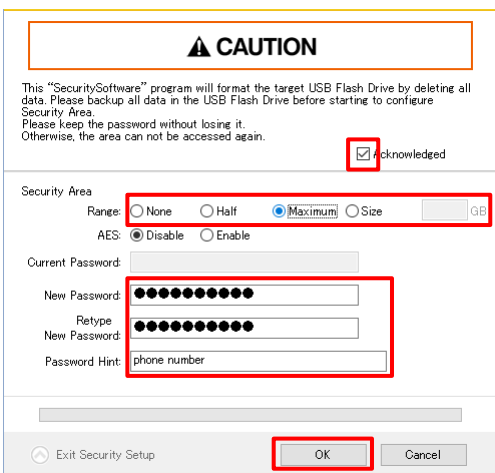 CAUTION
This “SecuritySoftware” program will format the target USB Flash Drive by deleting all
data. Please backup all data in the USB Flash Drive before starting to configure
Security Area.
Please keep the password without losing it.
Otherwise, the area can not be accessed again.
Acknowledged
Security Area
Range: None Half Maximum Size GB
AES: Disable Enable
Current Password:
New Password: ●●●●●●●●●●
Retype
New Password: ●●●●●●●●●●
Password Hint: phone number
Exit Security Setup OK Cancel